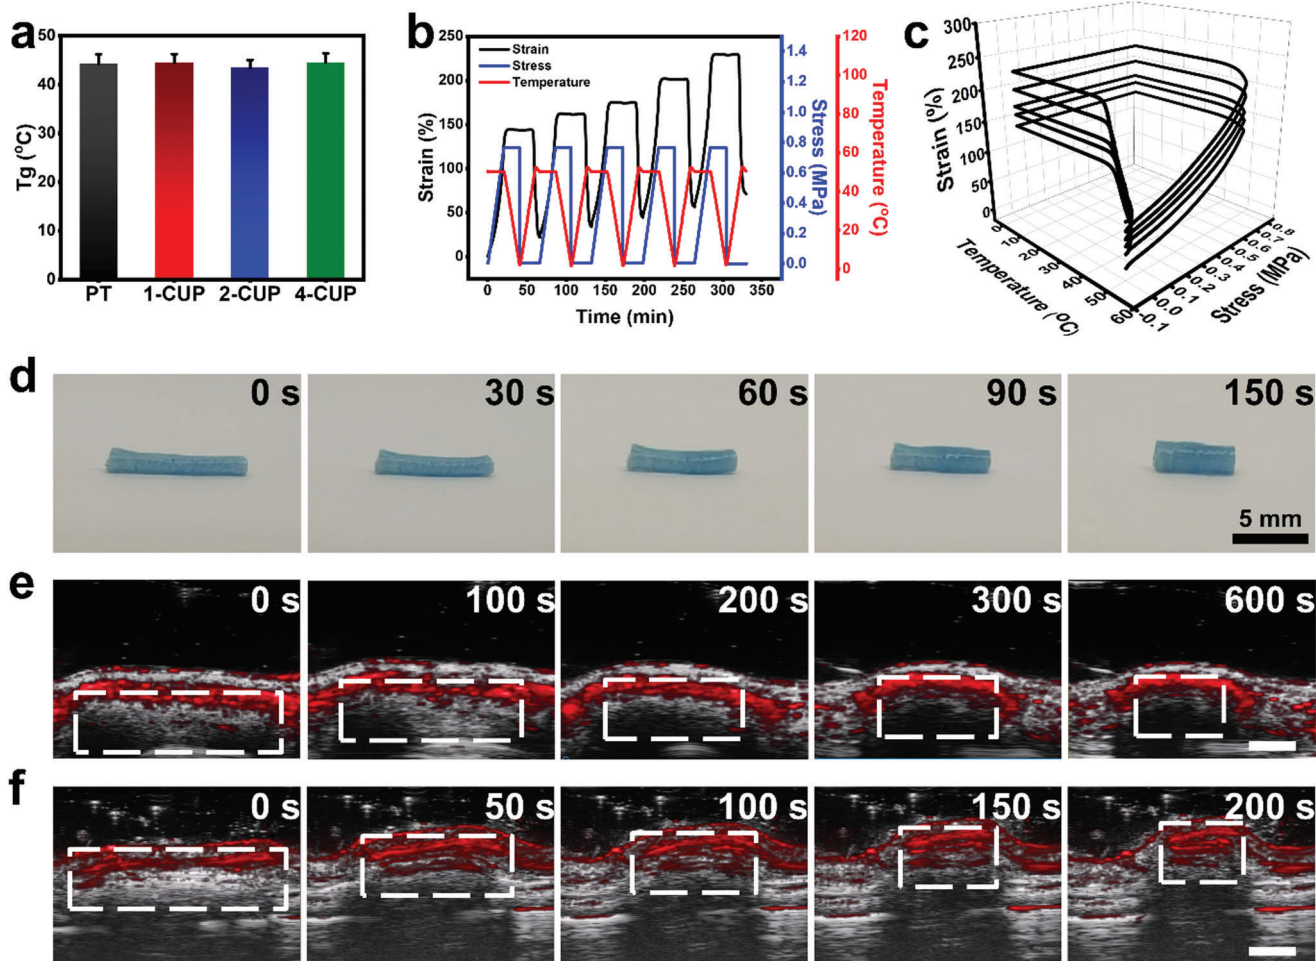 a
Tg (°C)
50
40
30
20
10
0
PT 1-CUP 2-CUP 4-CUP
b
Strain (%)
250
200
150
100
50
0
Strain
Stress
Temperature
0 50 100 150 200 250 300 350
Time (min)
1.4
1.2
1.0
0.8
0.6
0.4
0.2
0.0
Stress (MPa)
120
100
80
60
40
20
0
Temperature (°C)
c
Strain (%)
300
250
200
150
100
50
0
0 10 20 30 40 50 60
Temperature (°C)
-0.1 0.0 0.1 0.2 0.3 0.4 0.5 0.6 0.7 0.8
Stress (MPa)
d
0 s 30 s 60 s 90 s 150 s
5 mm
e
0 s 100 s 200 s 300 s 600 s
f
0 s 50 s 100 s 150 s 200 s